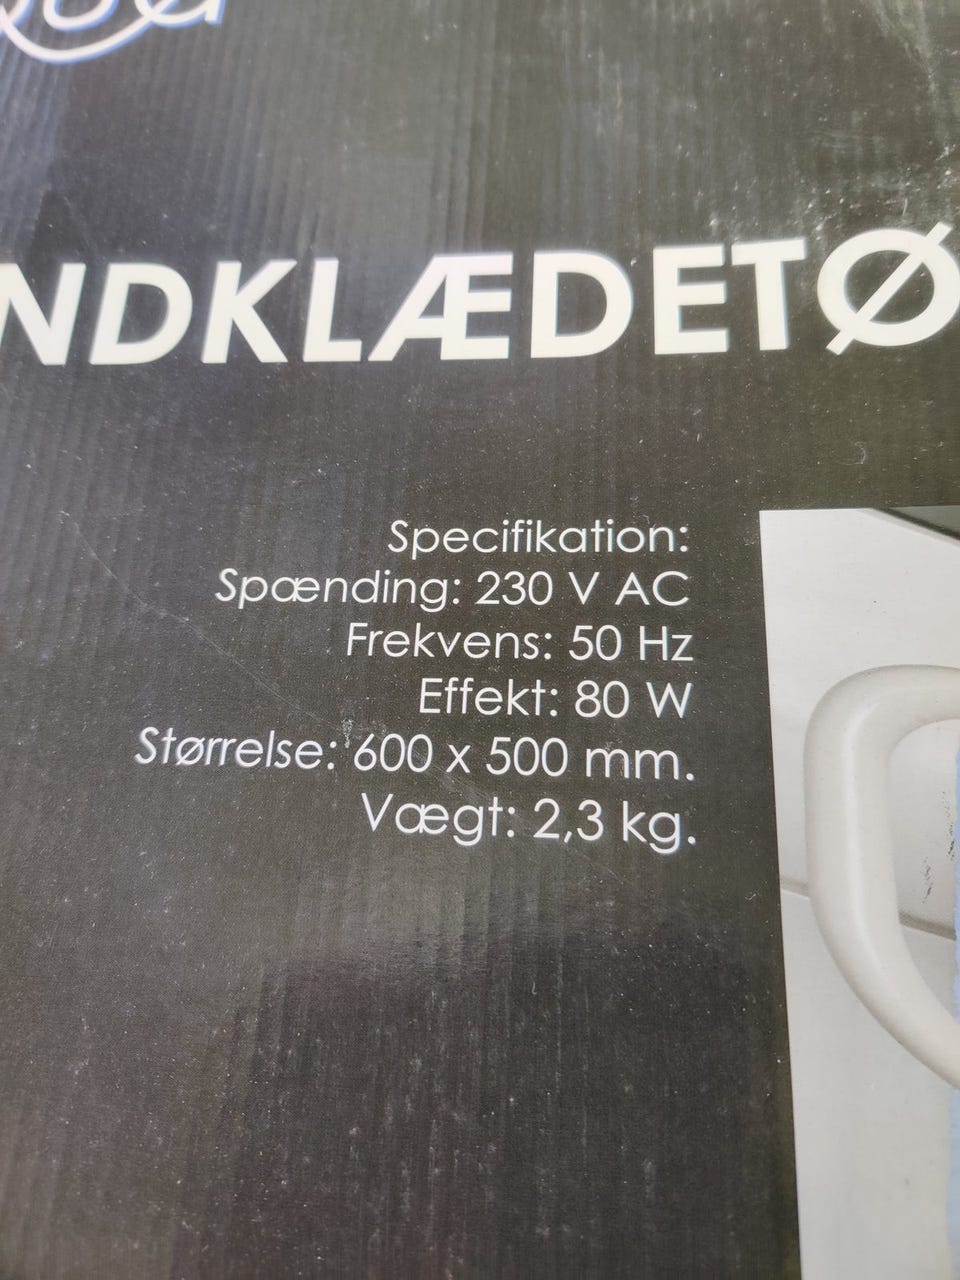 NDKLÆDETØ
Specifikation:
Spænding: 230 V AC
Frekvens: 50 Hz
Effekt: 80 W
Størrelse: 600 x 500 mm.
Vægt: 2,3 kg.